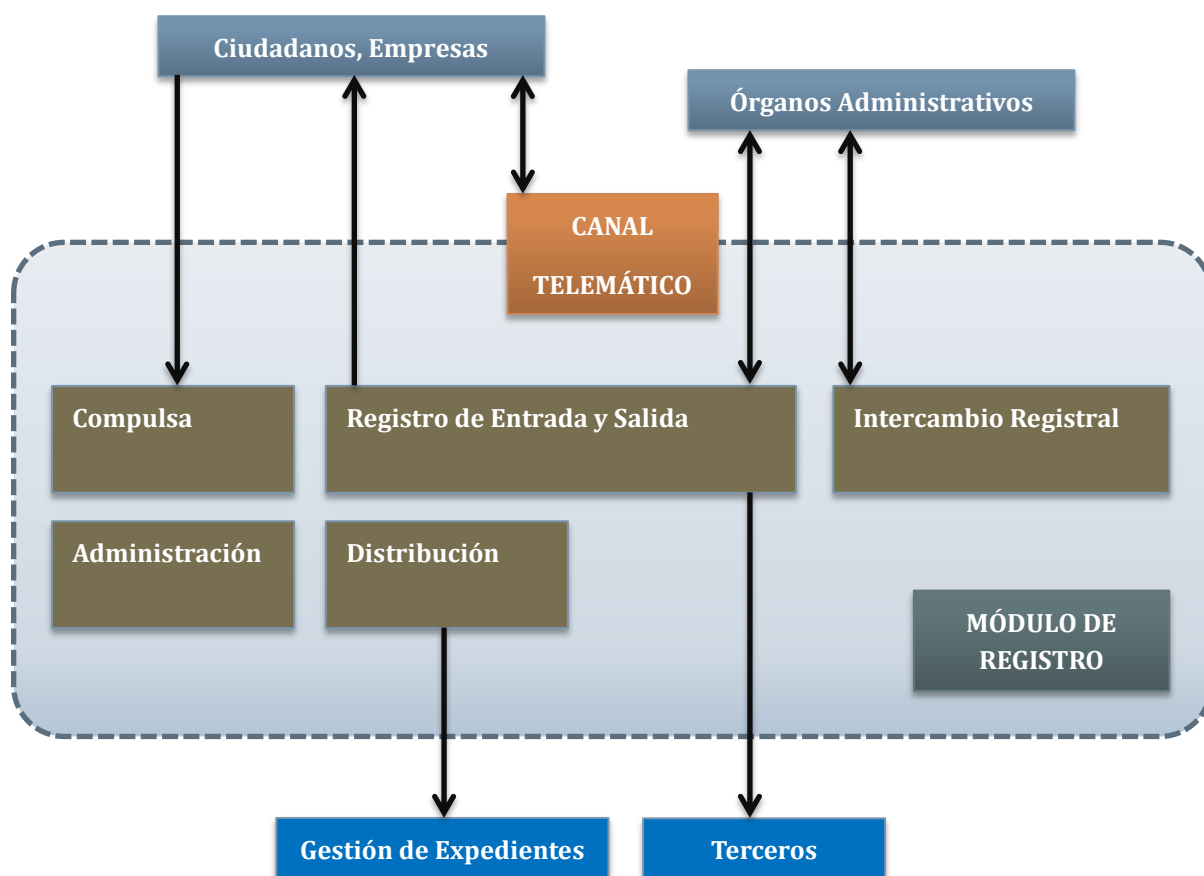 Ciudadanos, Empresas
Órganos Administrativos
CANAL
TELEMÁTICO
Compulsa
Registro de Entrada y Salida
Intercambio Registral
Administración
Distribución
MÓDULO DE
REGISTRO
Gestión de Expedientes
Terceros